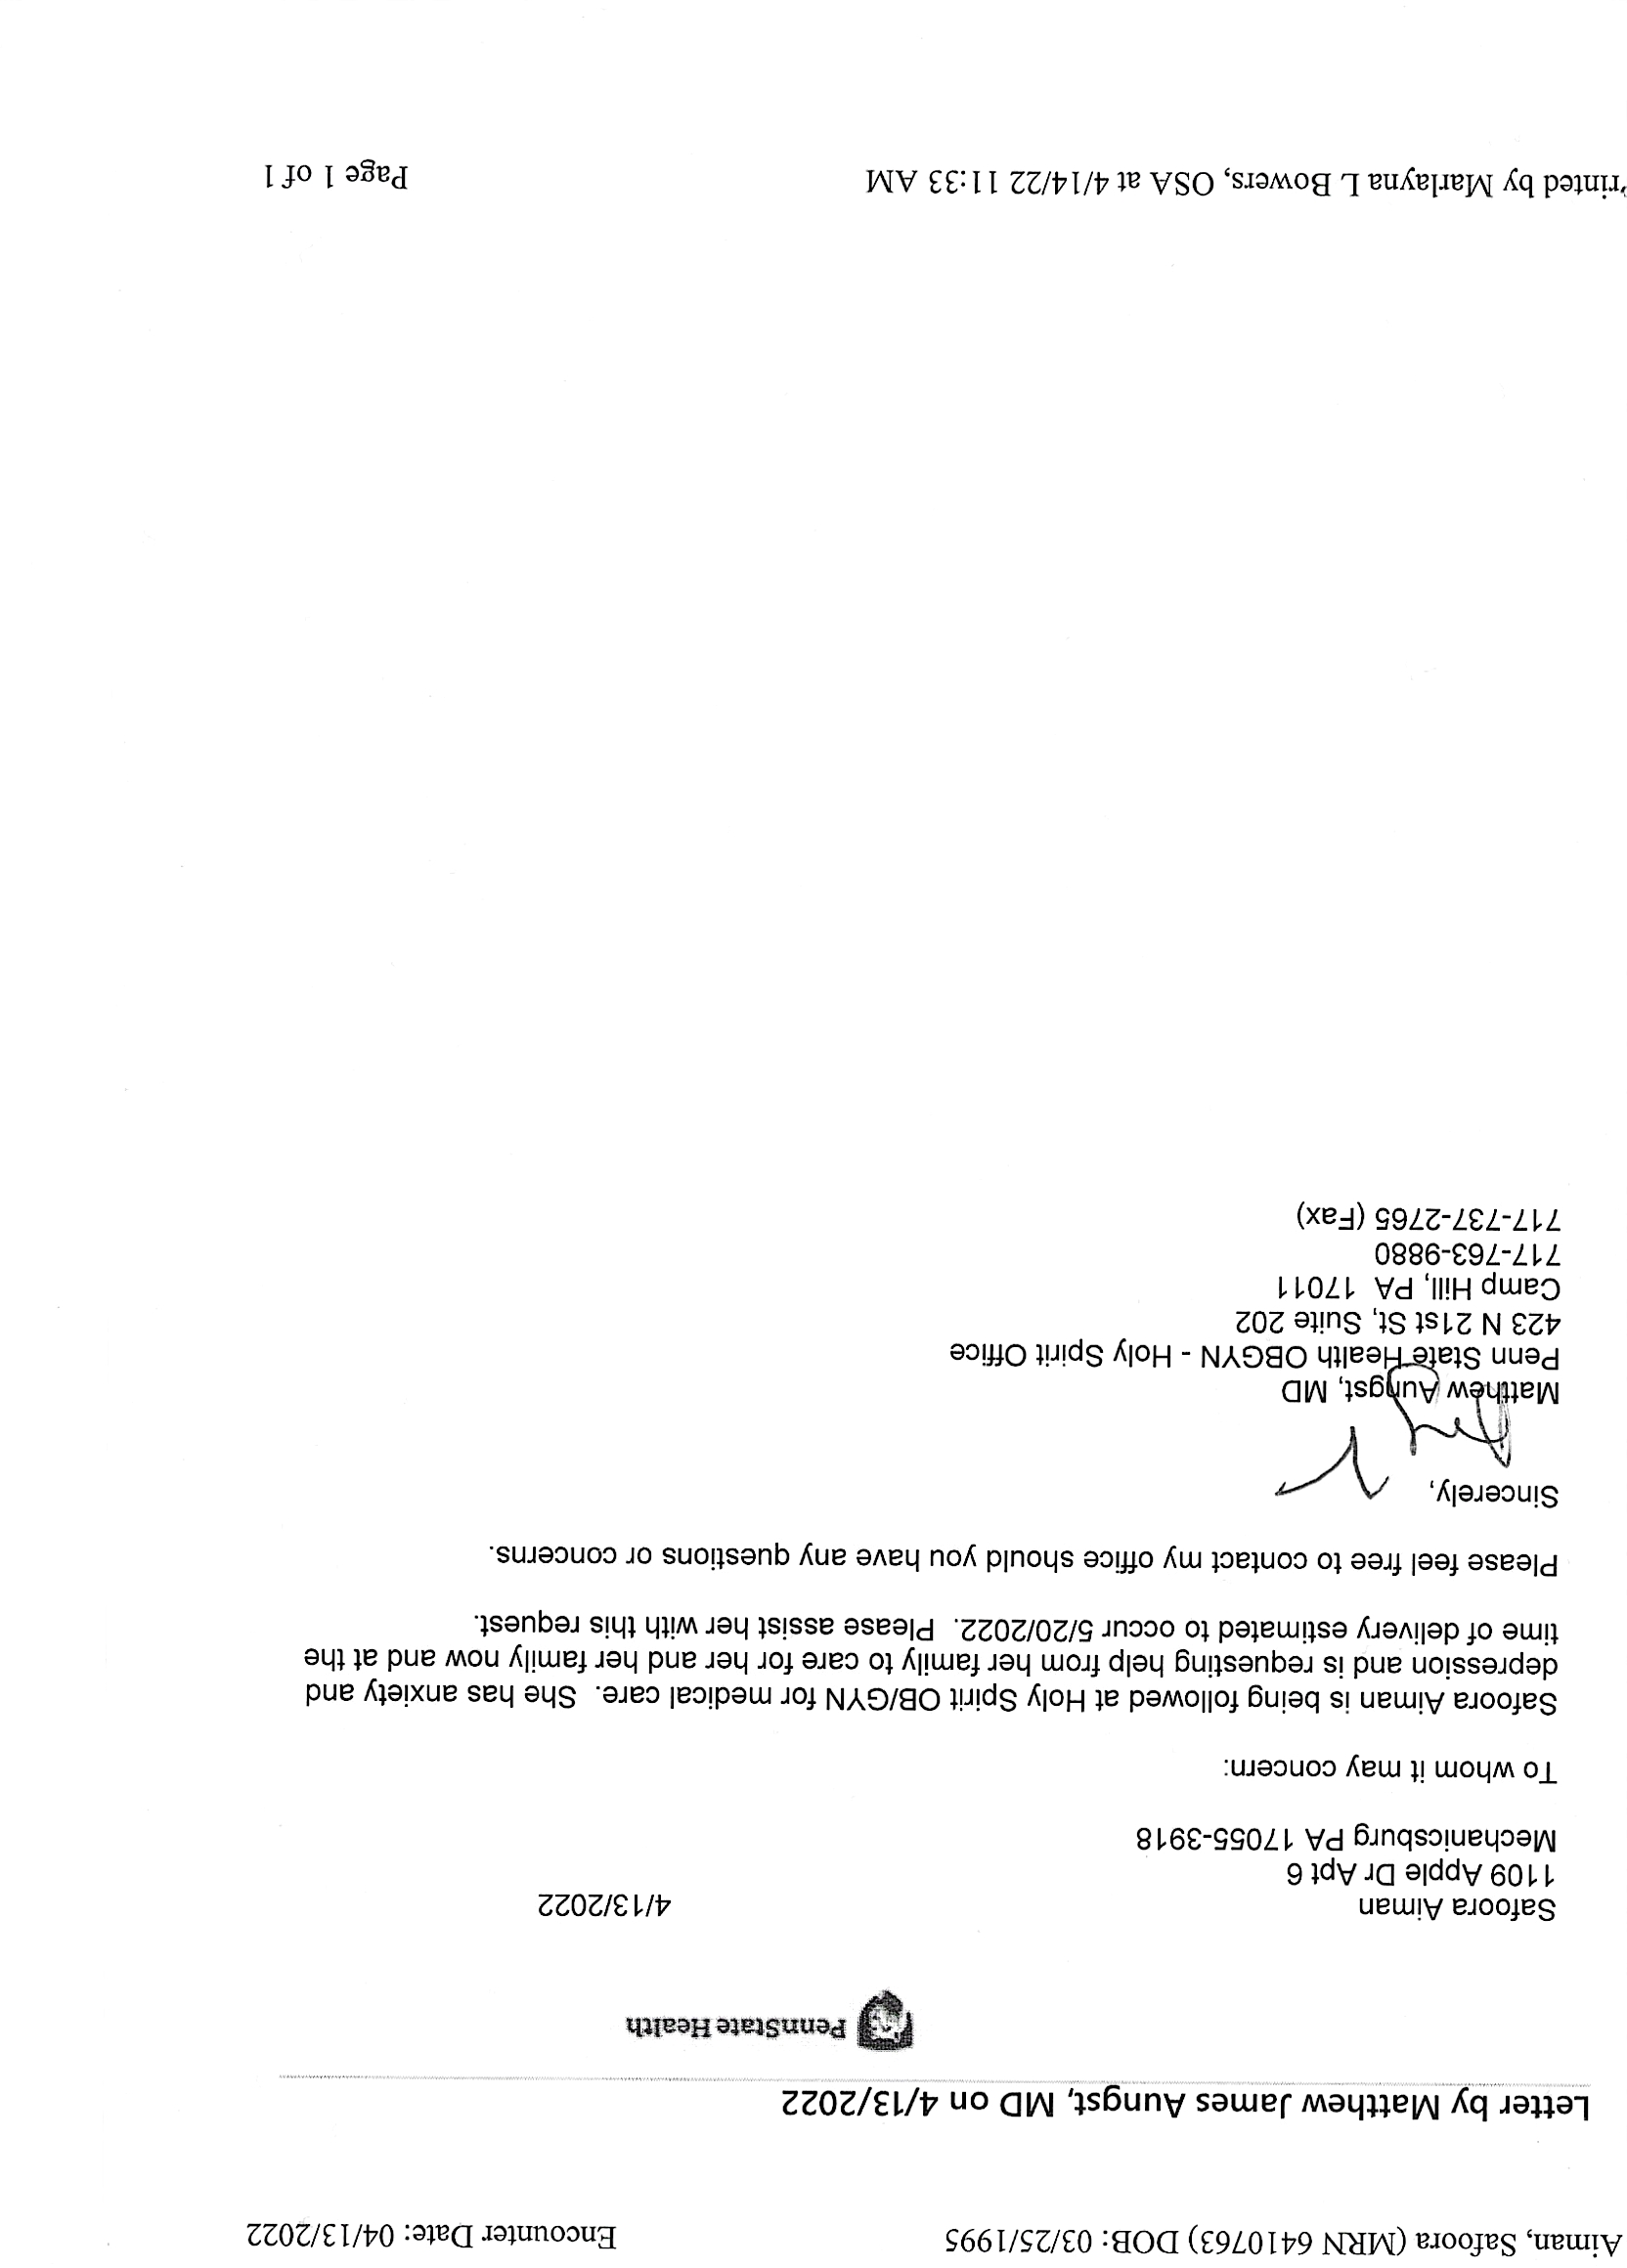 Aiman, Safoora (MRN 6410763) DOB: 03/25/1995 Encounter Date: 04/13/2022
Letter by Matthew James Aungst, MD on 4/13/2022
PennState Health
Safoora Aiman 4/13/2022
1109 Apple Dr Apt 6
Mechanicsburg PA 17055-3918
To whom it may concern:
Safoora Aiman is being followed at Holy Spirit OB/GYN for medical care. She has anxiety and
depression and is requesting help from her family to care for her and her family now and at the
time of delivery estimated to occur 5/20/2022. Please assist her with this request.
Please feel free to contact my office should you have any questions or concerns.
Sincerely,
Matthew Aungst, MD
Penn State Health OBGYN - Holy Spirit Office
423 N 21st St, Suite 202
Camp Hill, PA 17011
717-763-9880
717-737-2765 (Fax)
rinted by Marlayna L Bowers, OSA at 4/14/22 11:33 AM Page 1 of 1